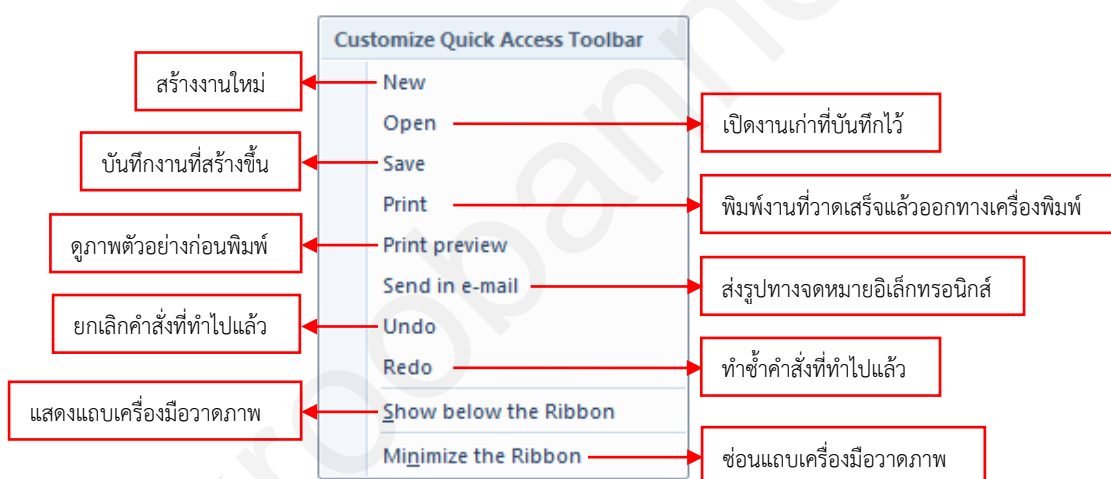 Customize Quick Access Toolbar
สร้างงานใหม่
New
Open
เปิดงานเก่าที่บันทึกไว้
บันทึกงานที่สร้างขึ้น
Save
Print
พิมพ์งานที่วาดเสร็จแล้วออกทางเครื่องพิมพ์
ดูภาพตัวอย่างก่อนพิมพ์
Print preview
Send in e-mail
ส่งรูปทางจดหมายอิเล็กทรอนิกส์
ยกเลิกคำสั่งที่ทำไปแล้ว
Undo
Redo
ทำซ้ำคำสั่งที่ทำไปแล้ว
แสดงแถบเครื่องมือวาดภาพ
Show below the Ribbon
Minimize the Ribbon
ซ่อนแถบเครื่องมือวาดภาพ